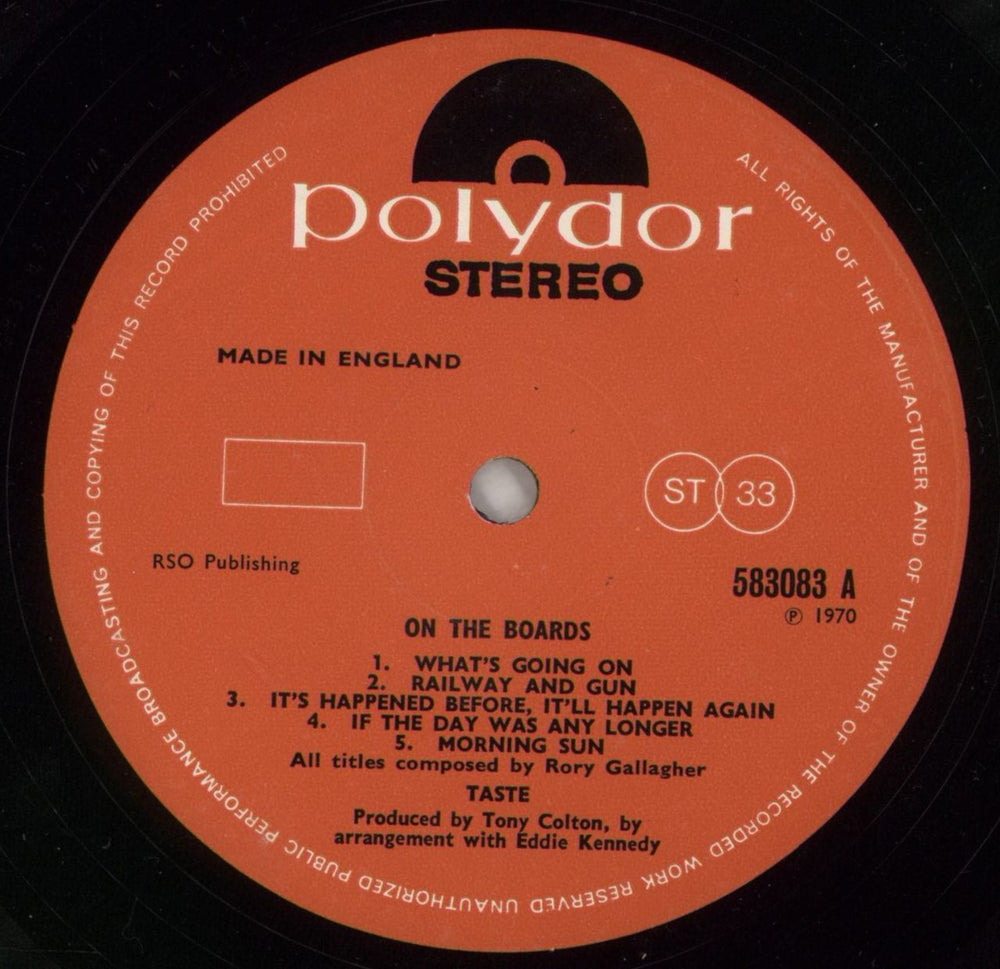 polydor
STEREO
MADE IN ENGLAND
ST 33
RSO Publishing
583083 A
℗ 1970
ON THE BOARDS
1. WHAT'S GOING ON
2. RAILWAY AND GUN
3. IT'S HAPPENED BEFORE, IT'LL HAPPEN AGAIN
4. IF THE DAY WAS ANY LONGER
5. MORNING SUN
All titles composed by Rory Gallagher
TASTE
Produced by Tony Colton, by
arrangement with Eddie Kennedy
ALL RIGHTS OF THE MANUFACTURER AND OF THE OWNER OF THE RECORDED WORK RESERVED UNAUTHORIZED PUBLIC PERFORMANCE BROADCASTING AND COPYING OF THIS RECORD PROHIBITED